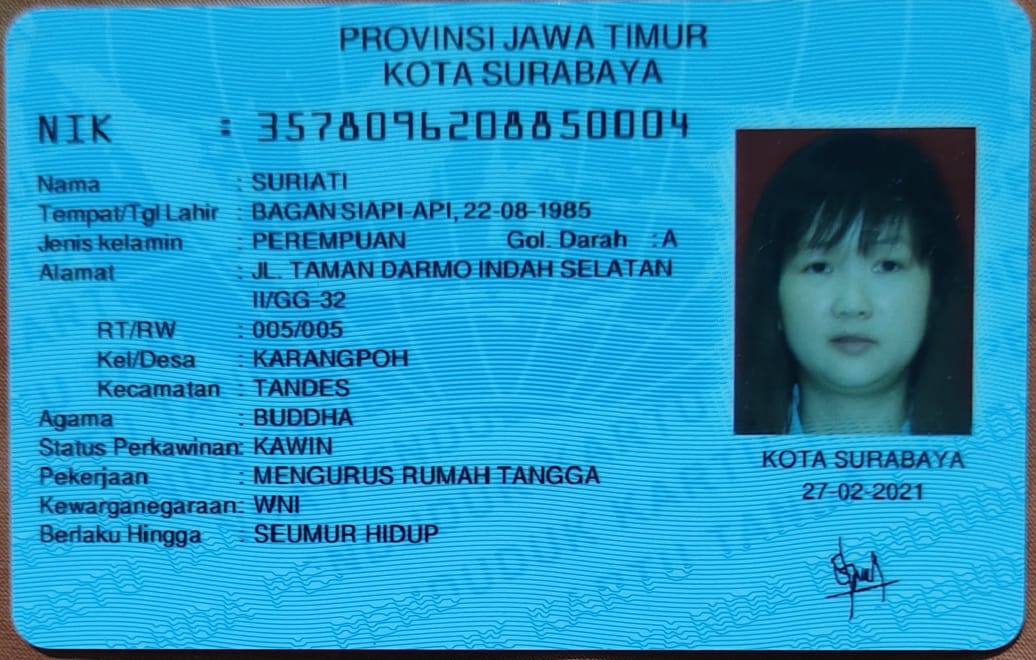 PROVINSI JAWA TIMUR
KOTA SURABAYA
NIK : 3578096208850004
Nama : SURIATI
Tempat/Tgl Lahir : BAGAN SIAPI-API, 22-08-1985
Jenis kelamin : PEREMPUAN Gol. Darah : A
Alamat : JL. TAMAN DARMO INDAH SELATAN
II/GG-32
RT/RW : 005/005
Kel/Desa : KARANGPOH
Kecamatan : TANDES
Agama : BUDDHA
Status Perkawinan: KAWIN
Pekerjaan : MENGURUS RUMAH TANGGA
Kewarganegaraan: WNI
Berlaku Hingga : SEUMUR HIDUP
KOTA SURABAYA
27-02-2021